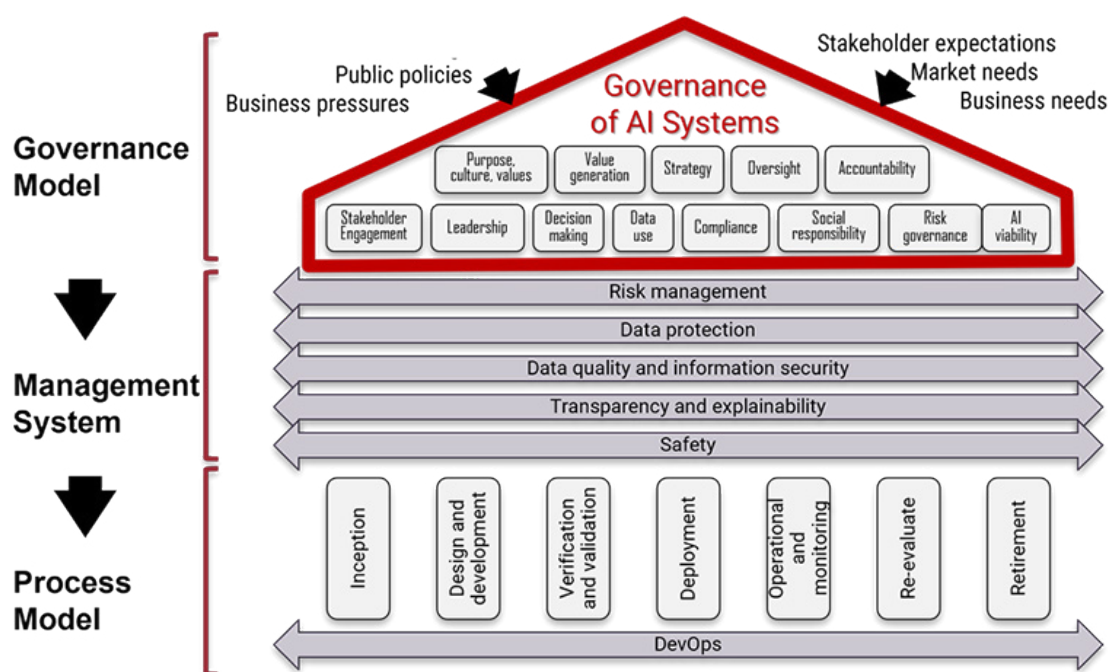 Public policies
Business pressures
Stakeholder expectations
Market needs
Business needs
Governance
of AI Systems
Governance
Model
Purpose,
culture, values
Value
generation
Strategy
Oversight
Accountability
Stakeholder
Engagement
Leadership
Decision
making
Data
use
Compliance
Social
responsibility
Risk
governance
AI
viability
Management
System
Risk management
Data protection
Data quality and information security
Transparency and explainability
Safety
Process
Model
Inception
Design and
development
Verification
and validation
Deployment
Operational
and
monitoring
Re-evaluate
Retirement
DevOps